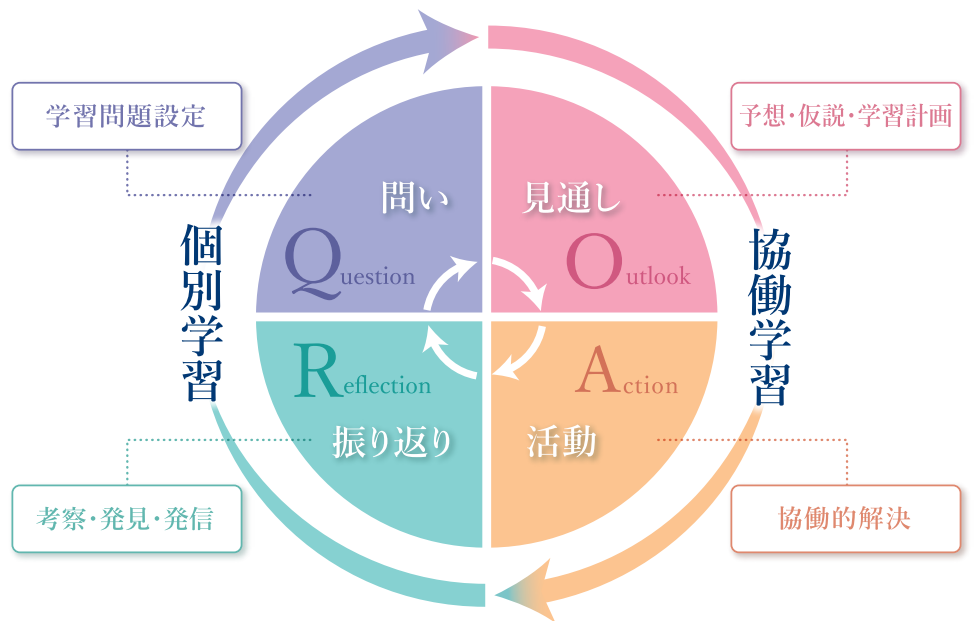 学習問題設定
予想・仮説・学習計画
問い
Question
見通し
Outlook
個別学習
協働学習
Reflection
振り返り
Action
活動
考察・発見・発信
協働的解決